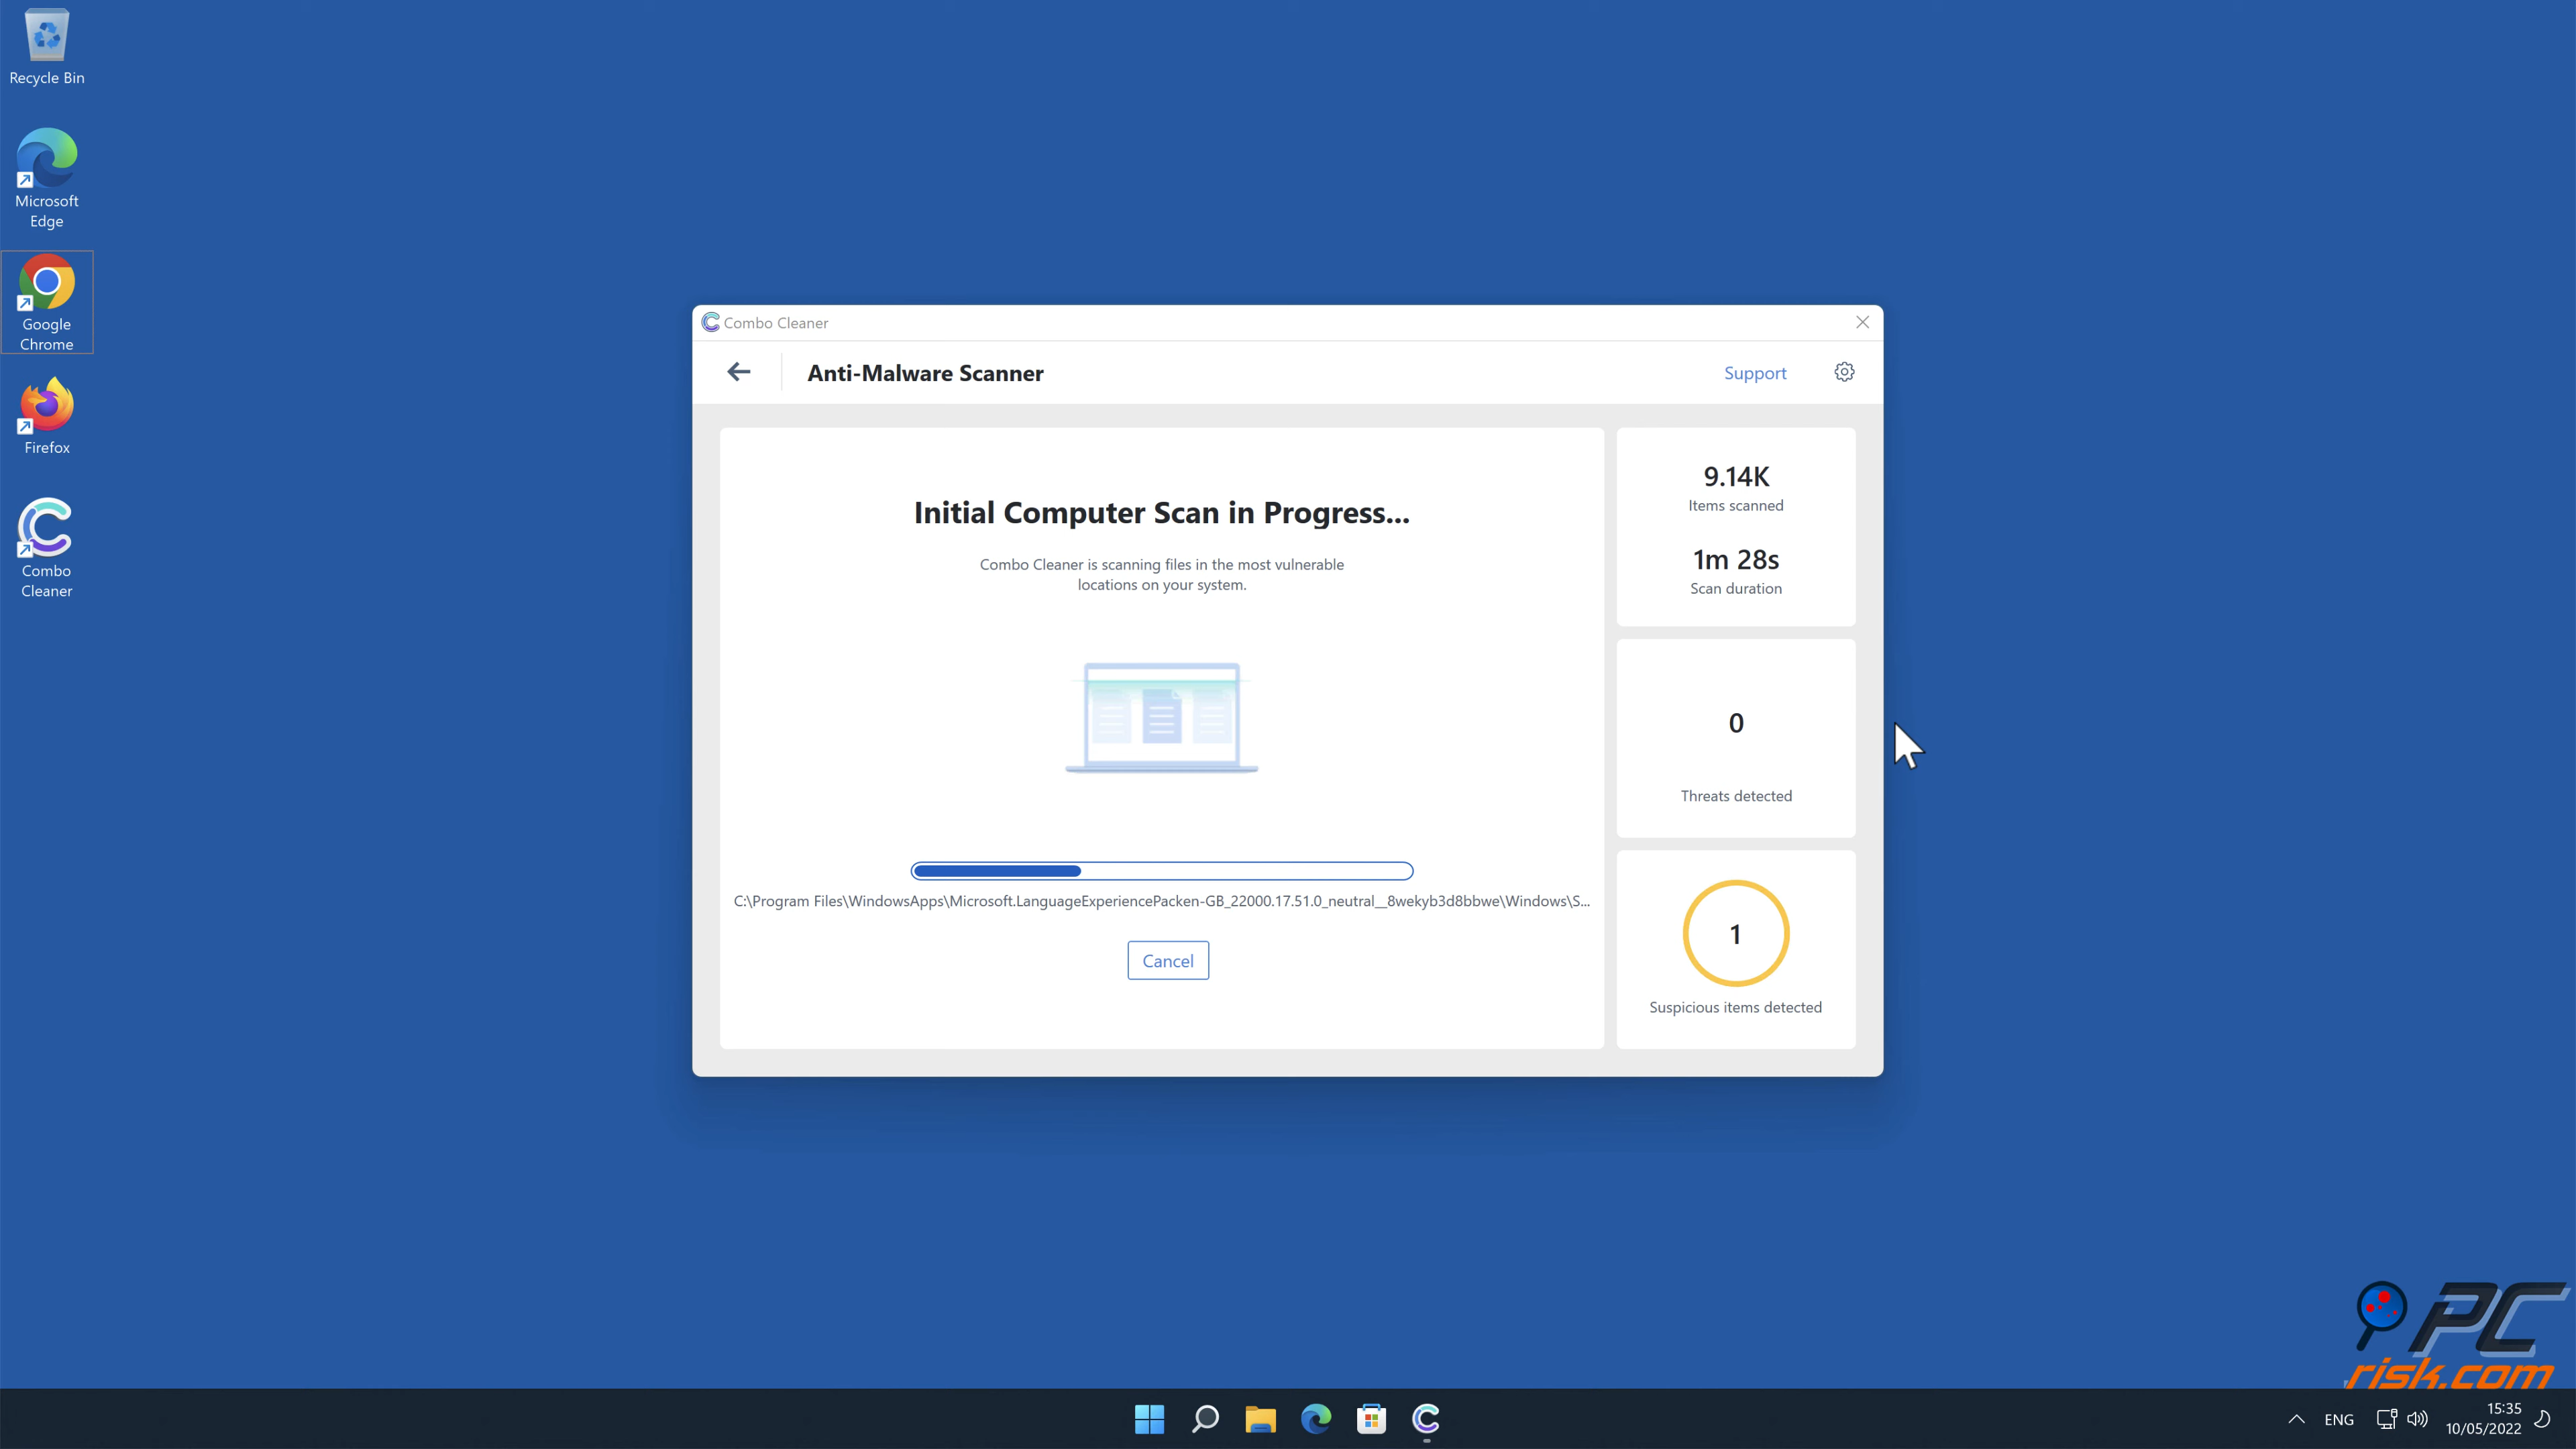 Recycle Bin
Microsoft
Edge
Google
Chrome
Firefox
Combo
Cleaner
Combo Cleaner
Anti-Malware Scanner
Support
Initial Computer Scan in Progress...
Combo Cleaner is scanning files in the most vulnerable
locations on your system.
C:\Program Files\WindowsApps\Microsoft.LanguageExperiencePacken-GB_22000.17.51.0_neutral__8wekyb3d8bbwe\Windows\S...
Cancel
9.14K
Items scanned
1m 28s
Scan duration
0
Threats detected
1
Suspicious items detected
PC
risk.com
ENG
15:35
10/05/2022